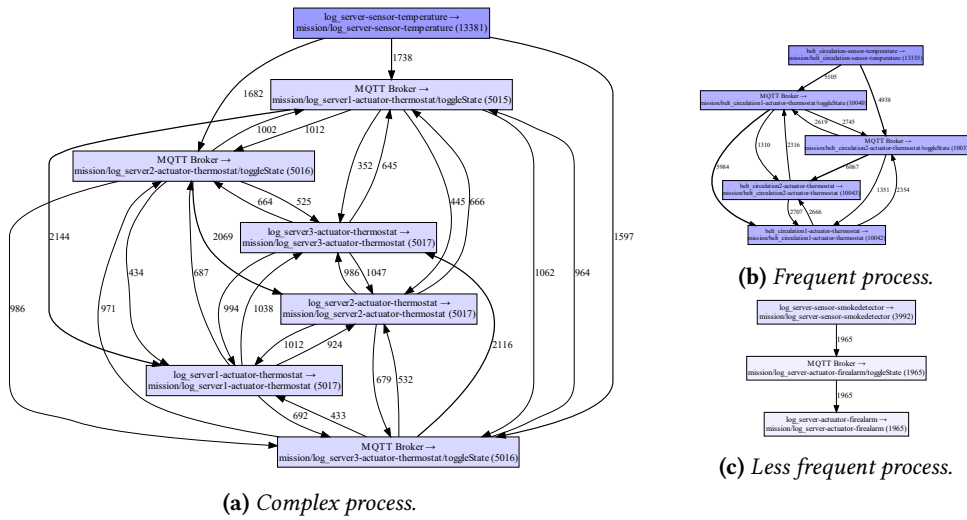 log_server-sensor-temperature →
mission/log_server-sensor-temperature (13381)
1738
1682
MQTT Broker →
mission/log_server1-actuator-thermostat/toggleState (5015)
1002
1012
MQTT Broker →
mission/log_server2-actuator-thermostat/toggleState (5016)
352
645
664
525
445
666
1597
2144
log_server3-actuator-thermostat →
mission/log_server3-actuator-thermostat (5017)
2069
434
687
986
1047
1062
964
986
971
994
1038
log_server2-actuator-thermostat →
mission/log_server2-actuator-thermostat (5017)
1012
924
2116
log_server1-actuator-thermostat →
mission/log_server1-actuator-thermostat (5017)
679
532
692
433
MQTT Broker →
mission/log_server3-actuator-thermostat/toggleState (5016)
(a) Complex process.
belt_circulation-sensor-temperature →
mission/belt_circulation-sensor-temperature (13335)
5105
4938
MQTT Broker →
mission/belt_circulation1-actuator-thermostat/toggleState (10040)
2619
2745
MQTT Broker →
mission/belt_circulation2-actuator-thermostat/toggleState (1003
1310
2316
6067
5984
belt_circulation2-actuator-thermostat →
mission/belt_circulation2-actuator-thermostat (10043)
1351
2354
2707
2666
belt_circulation1-actuator-thermostat →
mission/belt_circulation1-actuator-thermostat (10042)
(b) Frequent process.
log_server-sensor-smokedetector →
mission/log_server-sensor-smokedetector (3992)
1965
MQTT Broker →
mission/log_server-actuator-firealarm/toggleState (1965)
1965
log_server-actuator-firealarm →
mission/log_server-actuator-firealarm (1965)
(c) Less frequent process.